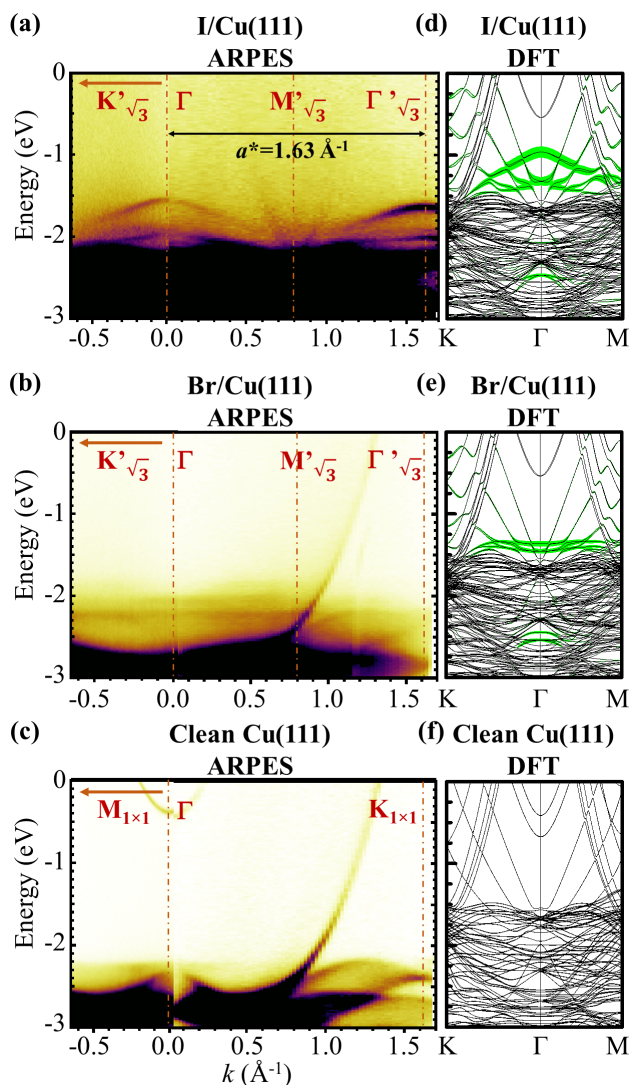 (a) I/Cu(111) (d) I/Cu(111)
ARPES DFT
0
K'√3 Γ M'√3 Γ'√3
a*=1.63 Å⁻¹
-1
-2
-3
Energy (eV)
-0.5 0.0 0.5 1.0 1.5 K Γ M
(b) Br/Cu(111) (e) Br/Cu(111)
ARPES DFT
0
K'√3 Γ M'√3 Γ'√3
-1
-2
-3
Energy (eV)
-0.5 0.0 0.5 1.0 1.5 K Γ M
(c) Clean Cu(111) (f) Clean Cu(111)
ARPES DFT
0
M1×1 Γ K1×1
-1
-2
-3
Energy (eV)
-0.5 0.0 0.5 1.0 1.5 K Γ M
k (Å⁻¹)